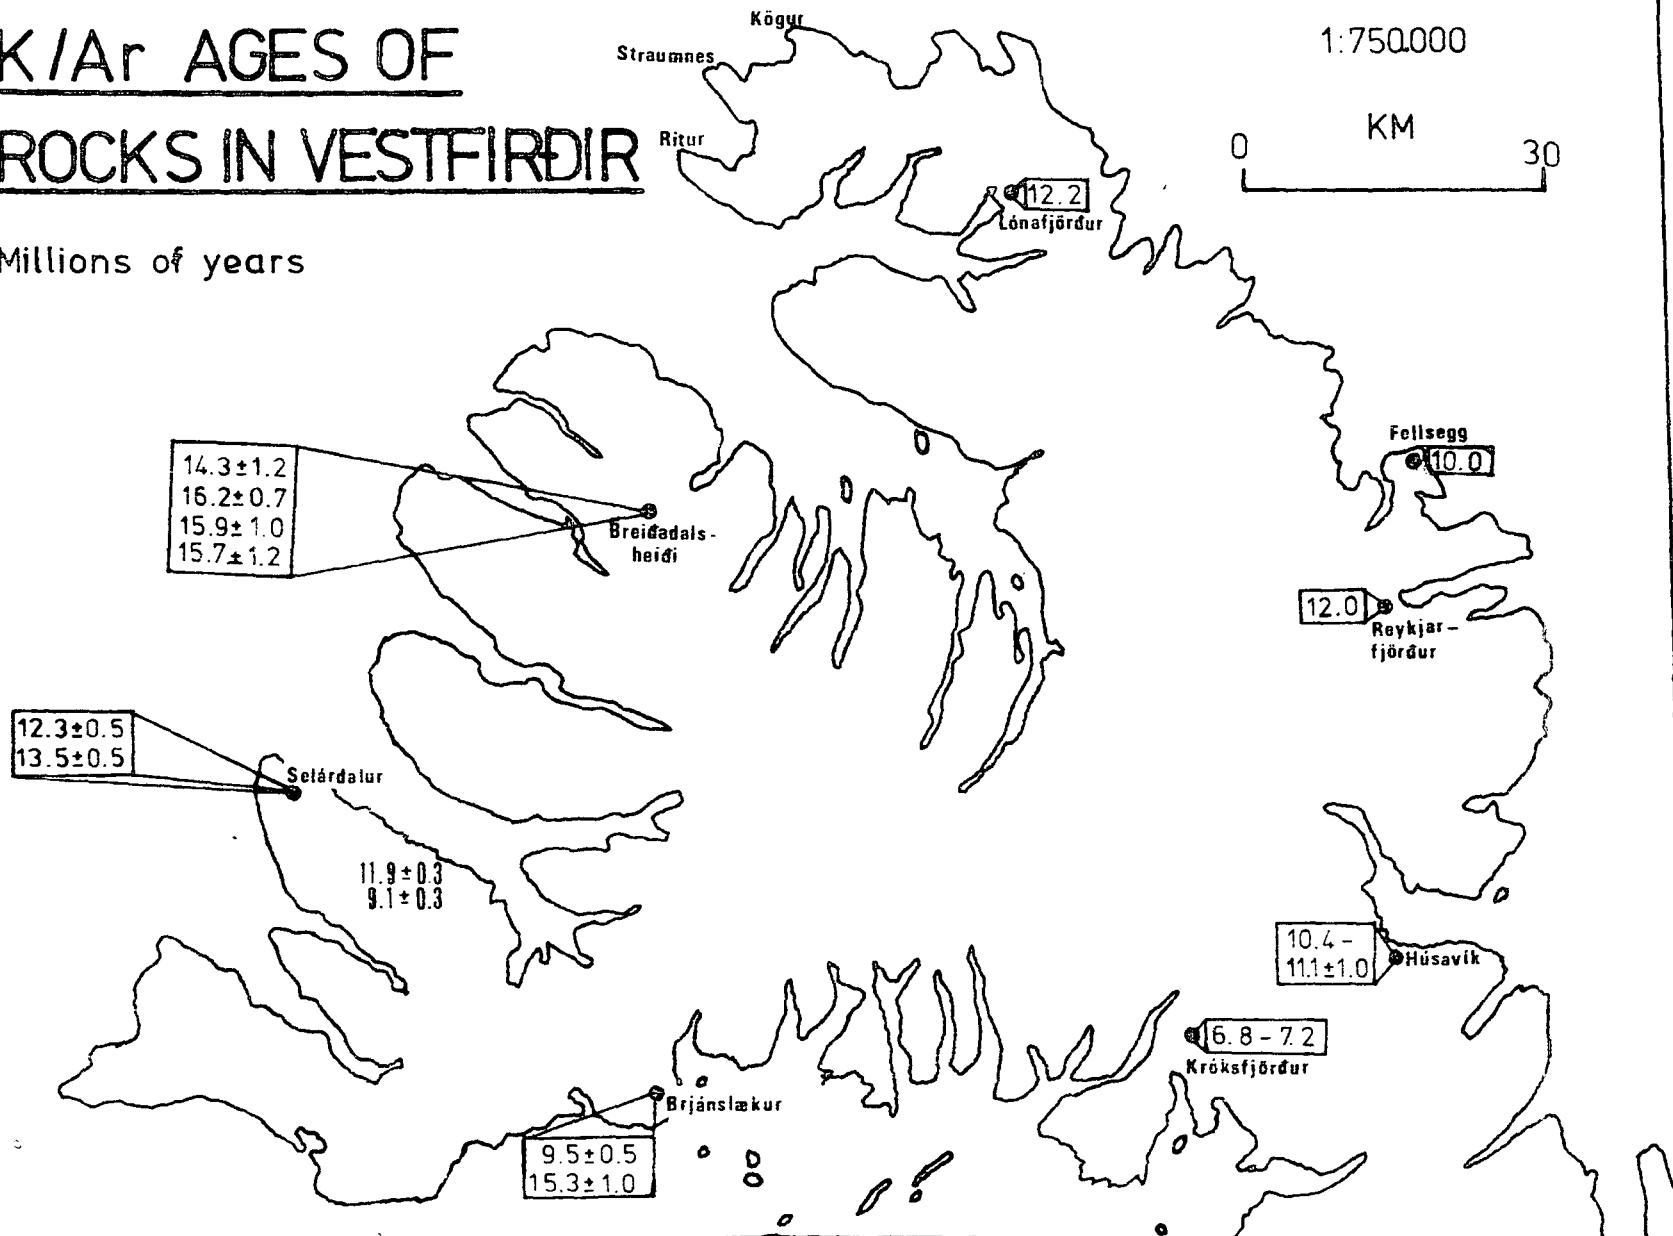 K/Ar AGES OF
ROCKS IN VESTFIRÐIR
Millions of years
1:750.000
KM
0 30
Kögur
Straumnes
Ritur
12.2
Lónafjörður
Fellsegg
10.0
14.3±1.2
16.2±0.7
15.9±1.0
15.7±1.2
Breiðadals-
heiði
12.0
Reykjar-
fjörður
12.3±0.5
13.5±0.5
Selárdalur
11.9±0.3
9.1±0.3
10.4-
11.1±1.0
Húsavík
6.8-7.2
Króksfjörður
Brjánslækur
9.5±0.5
15.3±1.0